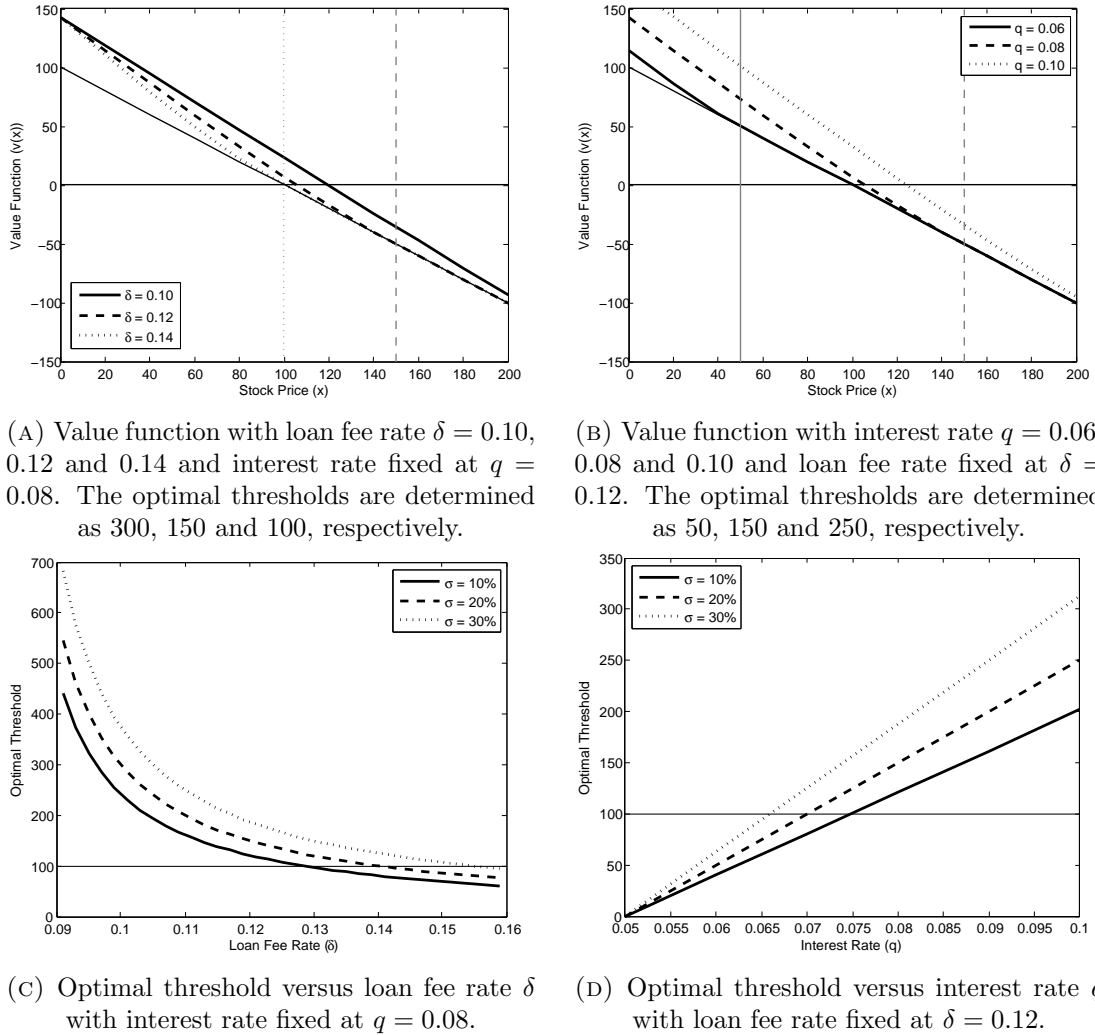 150
100
50
0
−50
−100
−150
0 20 40 60 80 100 120 140 160 180 200
Stock Price (x)
Value Function (v(x))
δ = 0.10
δ = 0.12
δ = 0.14
(A) Value function with loan fee rate δ = 0.10,
0.12 and 0.14 and interest rate fixed at q =
0.08. The optimal thresholds are determined
as 300, 150 and 100, respectively.
150
100
50
0
−50
−100
−150
0 20 40 60 80 100 120 140 160 180 200
Stock Price (x)
Value Function (v(x))
q = 0.06
q = 0.08
q = 0.10
(B) Value function with interest rate q = 0.06
0.08 and 0.10 and loan fee rate fixed at δ =
0.12. The optimal thresholds are determined
as 50, 150 and 250, respectively.
700
600
500
400
300
200
100
0
0.09 0.1 0.11 0.12 0.13 0.14 0.15 0.16
Loan Fee Rate (δ)
Optimal Threshold
σ = 10%
σ = 20%
σ = 30%
(C) Optimal threshold versus loan fee rate δ
with interest rate fixed at q = 0.08.
350
300
250
200
150
100
50
0
0.05 0.055 0.06 0.065 0.07 0.075 0.08 0.085 0.09 0.095 0.1
Interest Rate (q)
Optimal Threshold
σ = 10%
σ = 20%
σ = 30%
(D) Optimal threshold versus interest rate
with loan fee rate fixed at δ = 0.12.